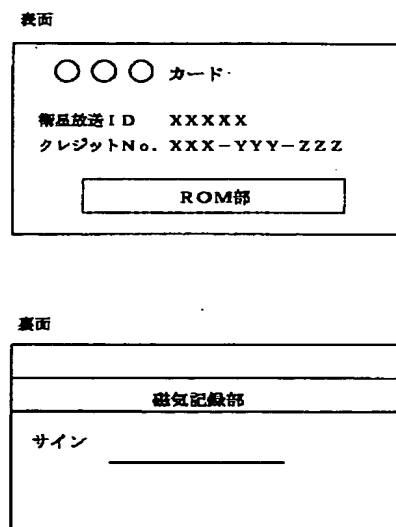 表面
○○○ カード
衛星放送ID XXXXX
クレジットNo. XXX-YYY-ZZZ
ROM部
裏面
磁気記録部
サイン